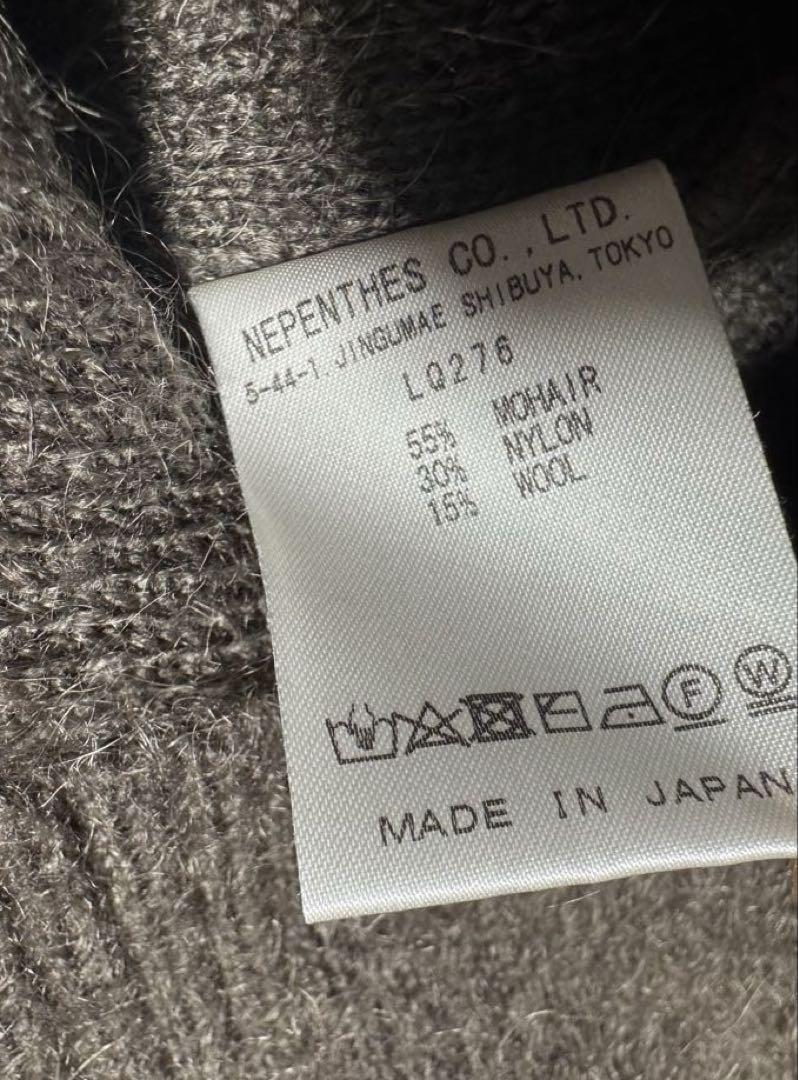 NEPENTHES CO.,LTD.
5-44-1, JINGUMAE SHIBUYA, TOKYO
LQ276
55% MOHAIR
30% NYLON
15% WOOL
F W
MADE IN JAPAN